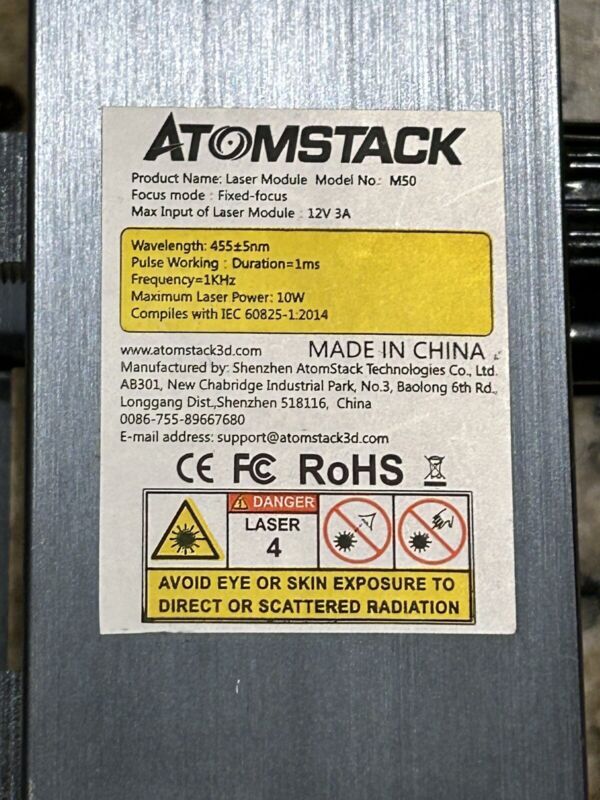 ATOMSTACK
Product Name: Laser Module Model No.: M50
Focus mode : Fixed-focus
Max Input of Laser Module : 12V 3A
Wavelength: 455±5nm
Pulse Working : Duration=1ms
Frequency=1KHz
Maximum Laser Power: 10W
Compiles with IEC 60825-1:2014
www.atomstack3d.com MADE IN CHINA
Manufactured by: Shenzhen AtomStack Technologies Co., Ltd.
AB301, New Chabridge Industrial Park, No.3, Baolong 6th Rd.,
Longgang Dist.,Shenzhen 518116, China
0086-755-89667680
E-mail address: support@atomstack3d.com
CE FC RoHS
DANGER
LASER
4
AVOID EYE OR SKIN EXPOSURE TO
DIRECT OR SCATTERED RADIATION